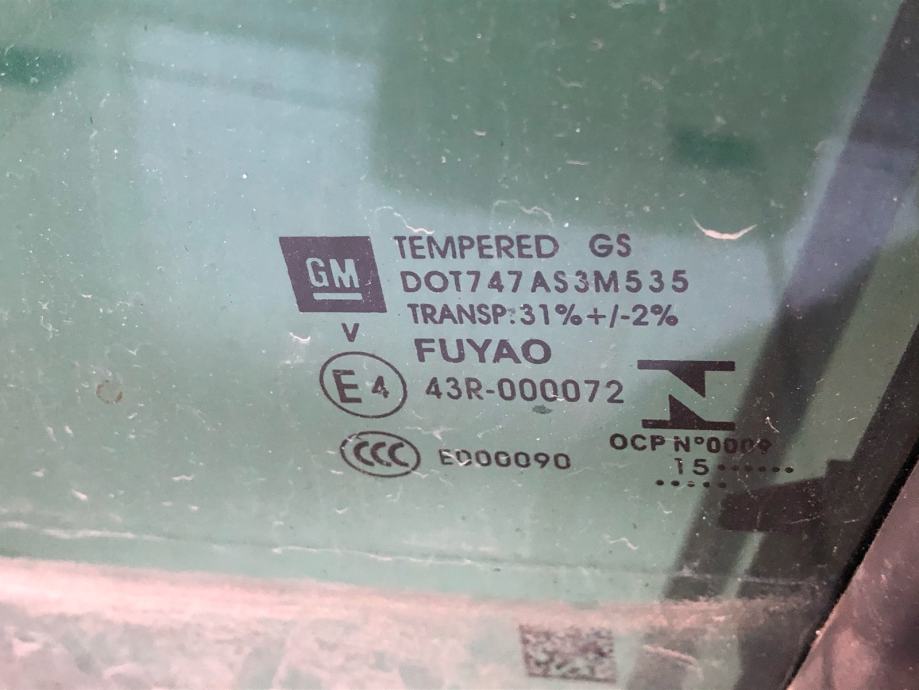 GM
TEMPERED GS
DOT747AS3M535
TRANSP:31%+/-2%
V
FUYAO
E4 43R-000072
CCC E000090
OCP N°0009
15••••••
•••••